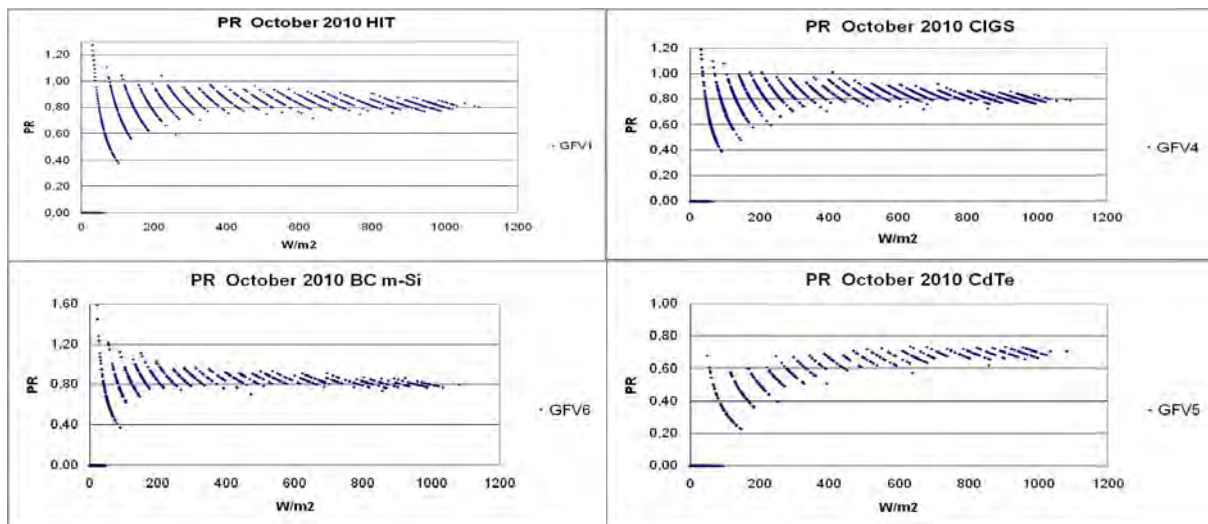 PR October 2010 HIT
1,20
1,00
0,80
0,60
0,40
0,20
0,00
PR
0 200 400 600 800 1000 1200
W/m2
GFV1
PR October 2010 CIGS
1,20
1,00
0,80
0,60
0,40
0,20
0,00
PR
0 200 400 600 800 1000 1200
W/m2
GFV4
PR October 2010 BC m-Si
1,60
1,20
0,80
0,40
0,00
PR
0 200 400 600 800 1000 1200
W/m2
GFV6
PR October 2010 CdTe
1,00
0,80
0,60
0,40
0,20
0,00
PR
0 200 400 600 800 1000 1200
W/m2
GFV5